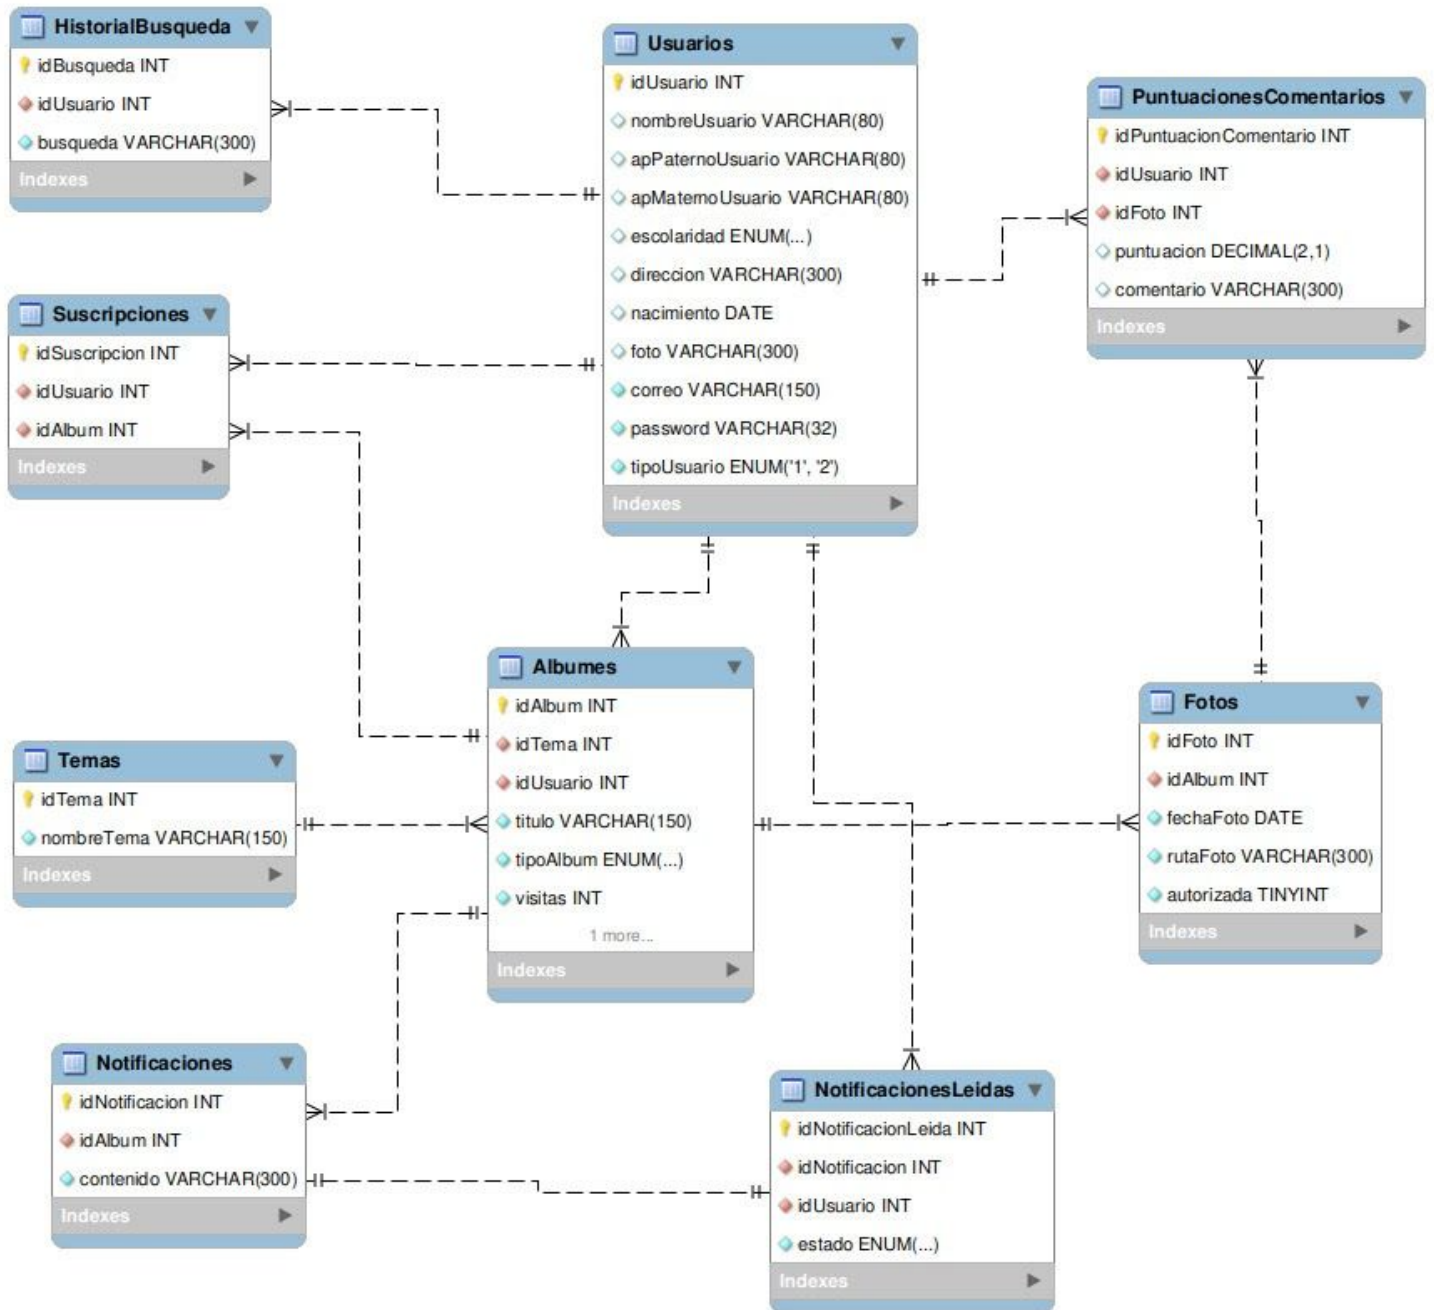 HistorialBusqueda
idBusqueda INT
idUsuario INT
busqueda VARCHAR(300)
Indexes
Usuarios
idUsuario INT
nombreUsuario VARCHAR(80)
apPaternoUsuario VARCHAR(80)
apMaternoUsuario VARCHAR(80)
escolaridad ENUM(...)
direccion VARCHAR(300)
nacimiento DATE
foto VARCHAR(300)
correo VARCHAR(150)
password VARCHAR(32)
tipoUsuario ENUM('1', '2')
Indexes
PuntuacionesComentarios
idPuntuacionComentario INT
idUsuario INT
idFoto INT
puntuacion DECIMAL(2,1)
comentario VARCHAR(300)
Indexes
Suscripciones
idSuscripcion INT
idUsuario INT
idAlbum INT
Indexes
Albumes
idAlbum INT
idTema INT
idUsuario INT
titulo VARCHAR(150)
tipoAlbum ENUM(...)
visitas INT
1 more...
Indexes
Fotos
idFoto INT
idAlbum INT
fechaFoto DATE
rutaFoto VARCHAR(300)
autorizada TINYINT
Indexes
Temas
idTema INT
nombreTema VARCHAR(150)
Indexes
Notificaciones
idNotificacion INT
idAlbum INT
contenido VARCHAR(300)
Indexes
NotificacionesLeidas
idNotificacionLeida INT
idNotificacion INT
idUsuario INT
estado ENUM(...)
Indexes